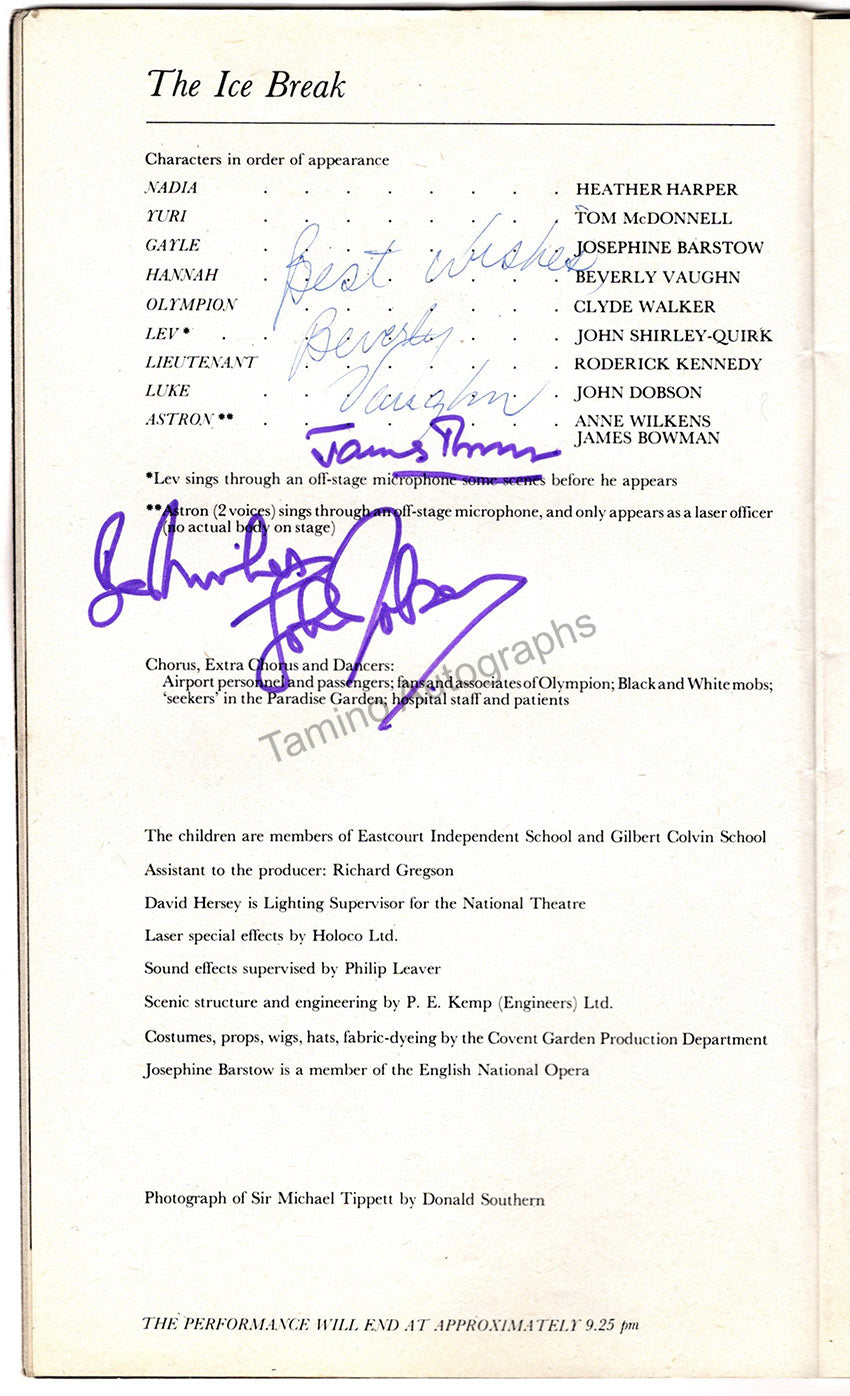 The Ice Break
Characters in order of appearance
NADIA . . . . . . . . HEATHER HARPER
YURI . . . . . . . . TOM McDONNELL
GAYLE . . . . . . . . JOSEPHINE BARSTOW
HANNAH . . . . . . . . BEVERLY VAUGHN
OLYMPION . . . . . . . CLYDE WALKER
LEV* . . . . . . . . . JOHN SHIRLEY-QUIRK
LIEUTENANT . . . . . . . RODERICK KENNEDY
LUKE . . . . . . . . JOHN DOBSON
ASTRON** . . . . . . . . ANNE WILKENS
JAMES BOWMAN
Best Wishes,
Beverly
Vaughn
James Bowman
*Lev sings through an off-stage microphone some scenes before he appears
**Astron (2 voices) sings through an off-stage microphone, and only appears as a laser officer
(no actual body on stage)
Best wishes
John Dobson
Chorus, Extra Chorus and Dancers:
Airport personnel and passengers; fans and associates of Olympion; Black and White mobs;
'seekers' in the Paradise Garden; hospital staff and patients
Tamino Autographs
The children are members of Eastcourt Independent School and Gilbert Colvin School
Assistant to the producer: Richard Gregson
David Hersey is Lighting Supervisor for the National Theatre
Laser special effects by Holoco Ltd.
Sound effects supervised by Philip Leaver
Scenic structure and engineering by P. E. Kemp (Engineers) Ltd.
Costumes, props, wigs, hats, fabric-dyeing by the Covent Garden Production Department
Josephine Barstow is a member of the English National Opera
Photograph of Sir Michael Tippett by Donald Southern
THE PERFORMANCE WILL END AT APPROXIMATELY 9.25 pm